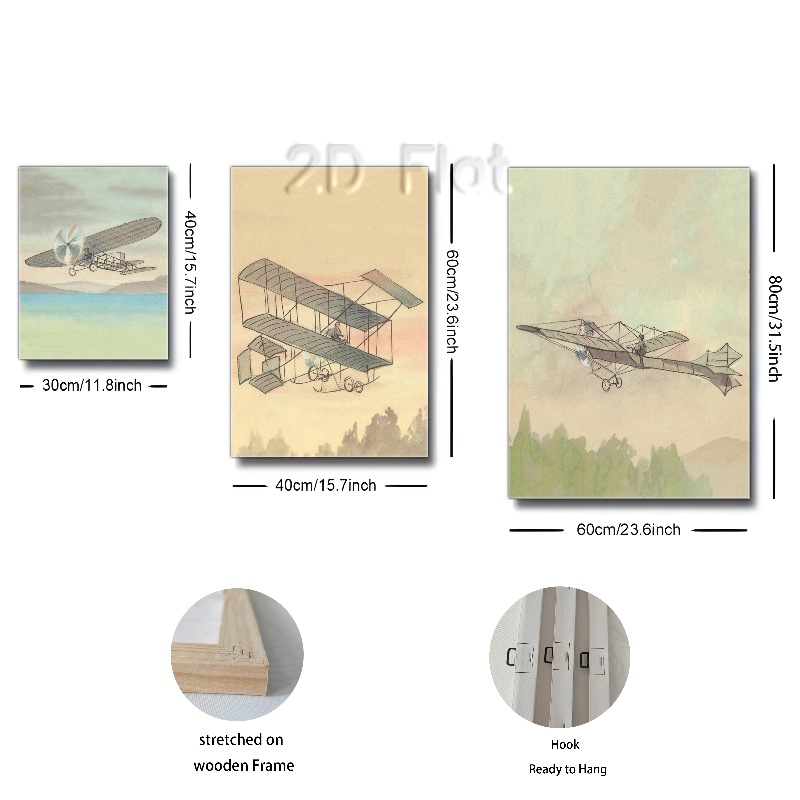 2.D Flat.
40cm/15.7inch
60cm/23.6inch
80cm/31.5inch
30cm/11.8inch
40cm/15.7inch
60cm/23.6inch
stretched on
wooden Frame
Hook
Ready to Hang